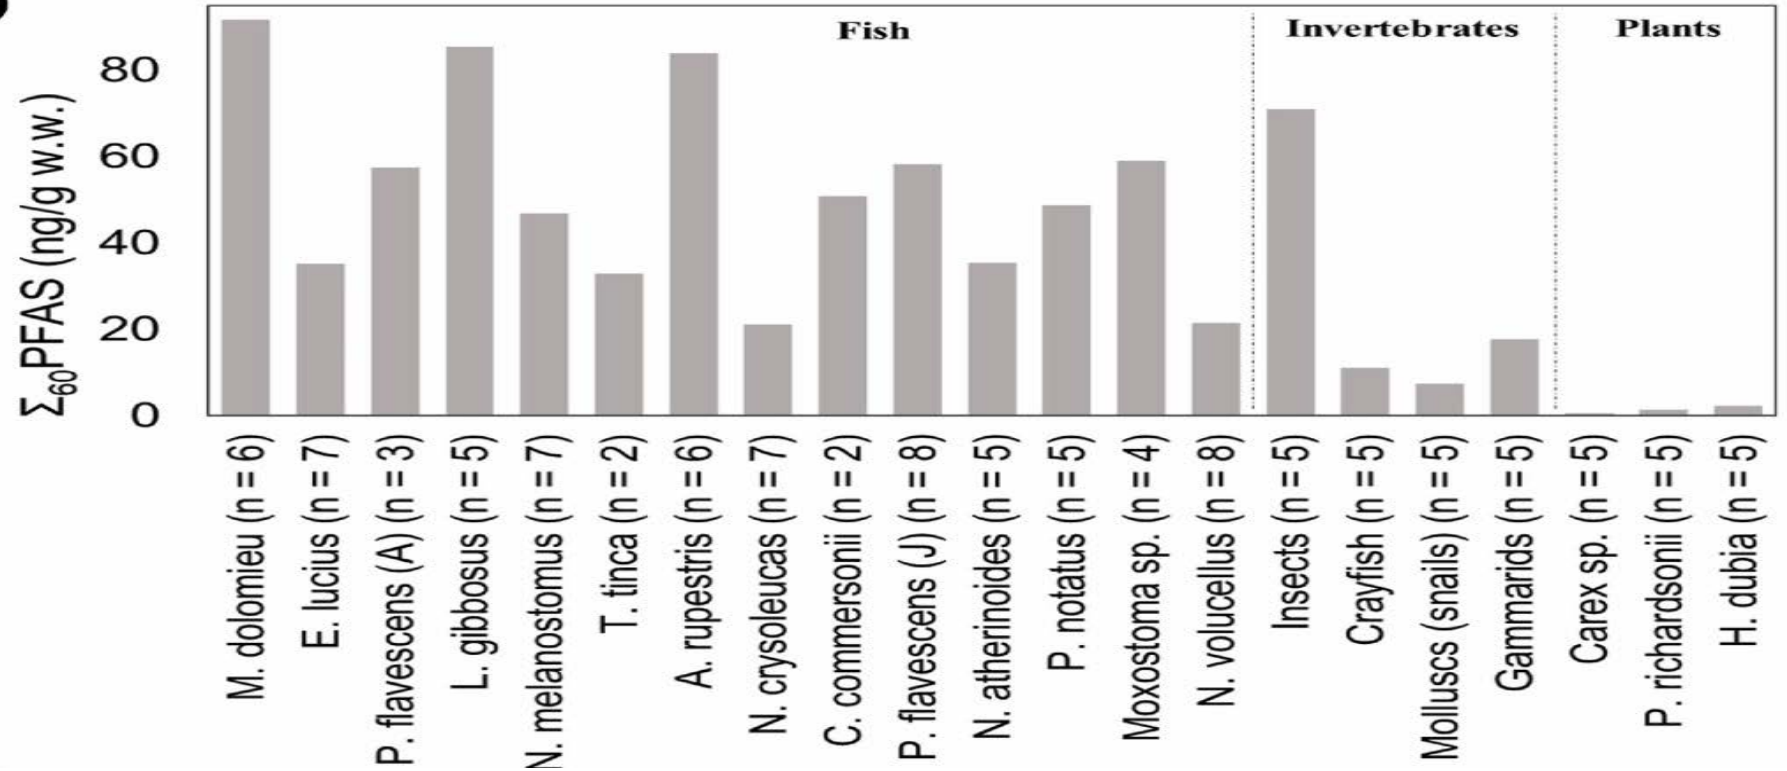 Fish
Invertebrates
Plants
Σ60PFAS (ng/g w.w.)
80
60
40
20
0
M. dolomieu (n = 6)
E. lucius (n = 7)
P. flavescens (A) (n = 3)
L. gibbosus (n = 5)
N. melanostomus (n = 7)
T. tinca (n = 2)
A. rupestris (n = 6)
N. crysoleucas (n = 7)
C. commersonii (n = 2)
P. flavescens (J) (n = 8)
N. atherinoides (n = 5)
P. notatus (n = 5)
Moxostoma sp. (n = 4)
N. volucellus (n = 8)
Insects (n = 5)
Crayfish (n = 5)
Molluscs (snails) (n = 5)
Gammarids (n = 5)
Carex sp. (n = 5)
P. richardsonii (n = 5)
H. dubia (n = 5)